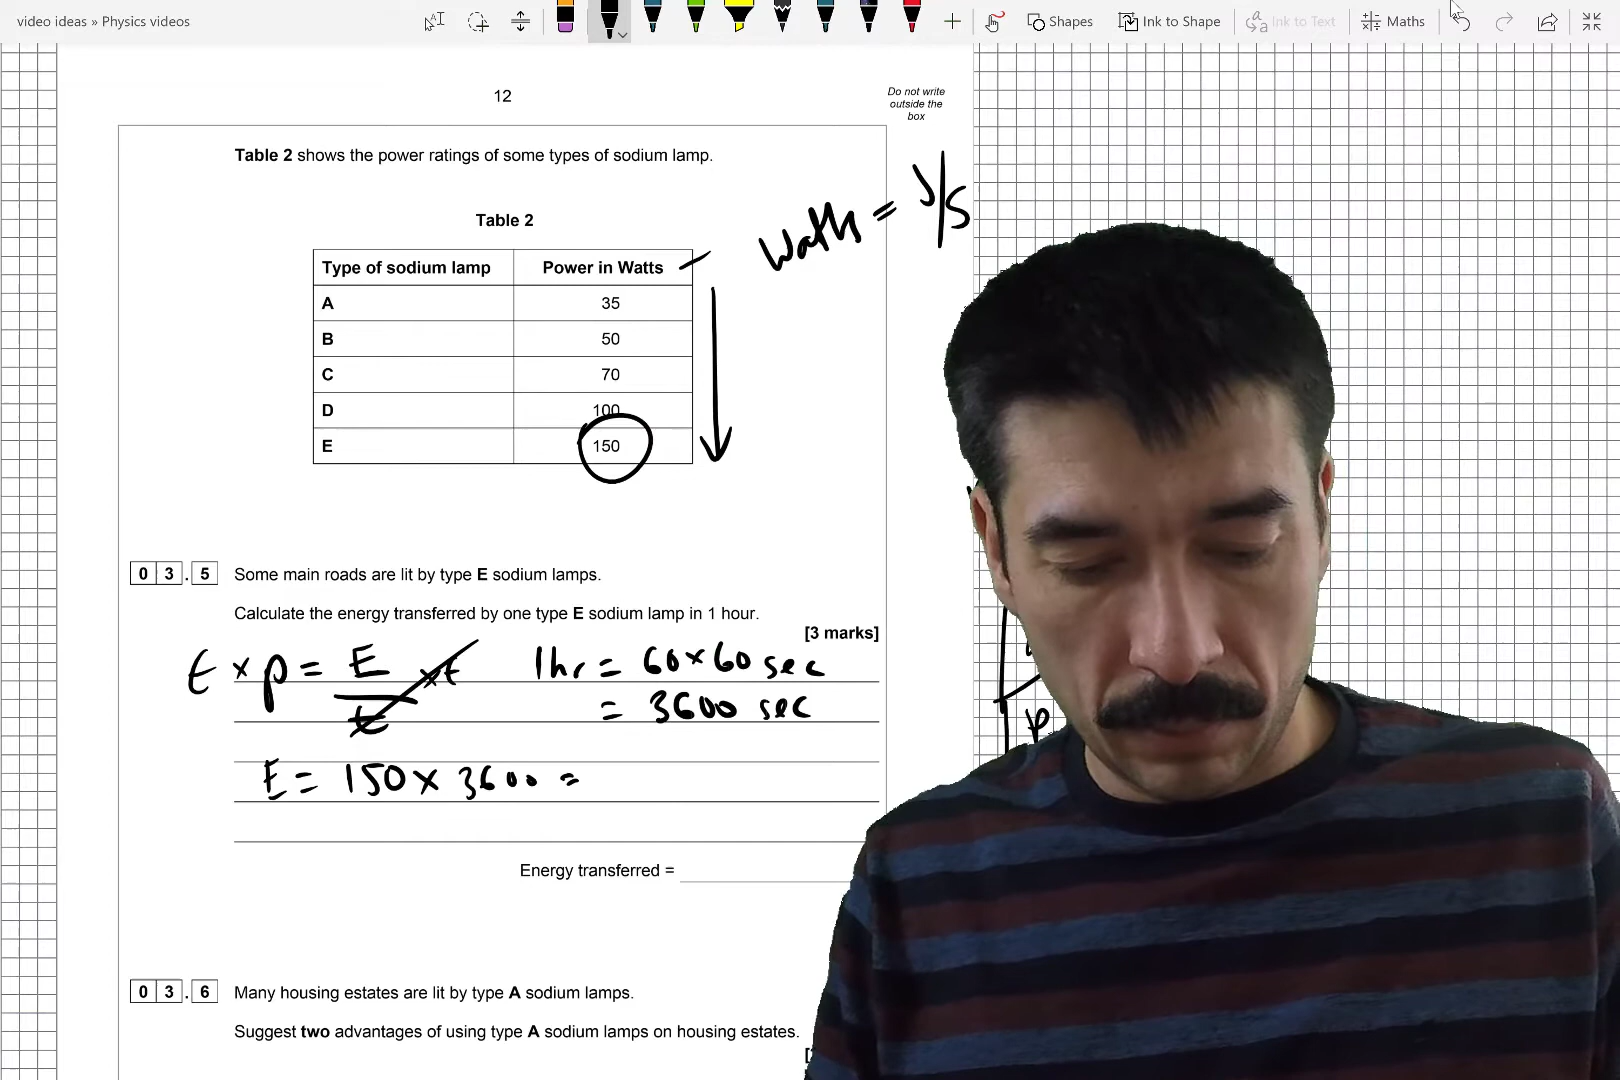 video ideas » Physics videos
Shapes
Ink to Shape
Ink to Text
Maths
12
Do not write
outside the
box
Table 2 shows the power ratings of some types of sodium lamp.
Watts = J/s
Table 2
Type of sodium lamp Power in Watts
A 35
B 50
C 70
D 100
E 150
0 3 . 5 Some main roads are lit by type E sodium lamps.
Calculate the energy transferred by one type E sodium lamp in 1 hour.
[3 marks]
t × p = E/t × t
1hr = 60 × 60 sec
= 3600 sec
E = 150 × 3600 =
Energy transferred =
0 3 . 6 Many housing estates are lit by type A sodium lamps.
Suggest two advantages of using type A sodium lamps on housing estates.
[
p